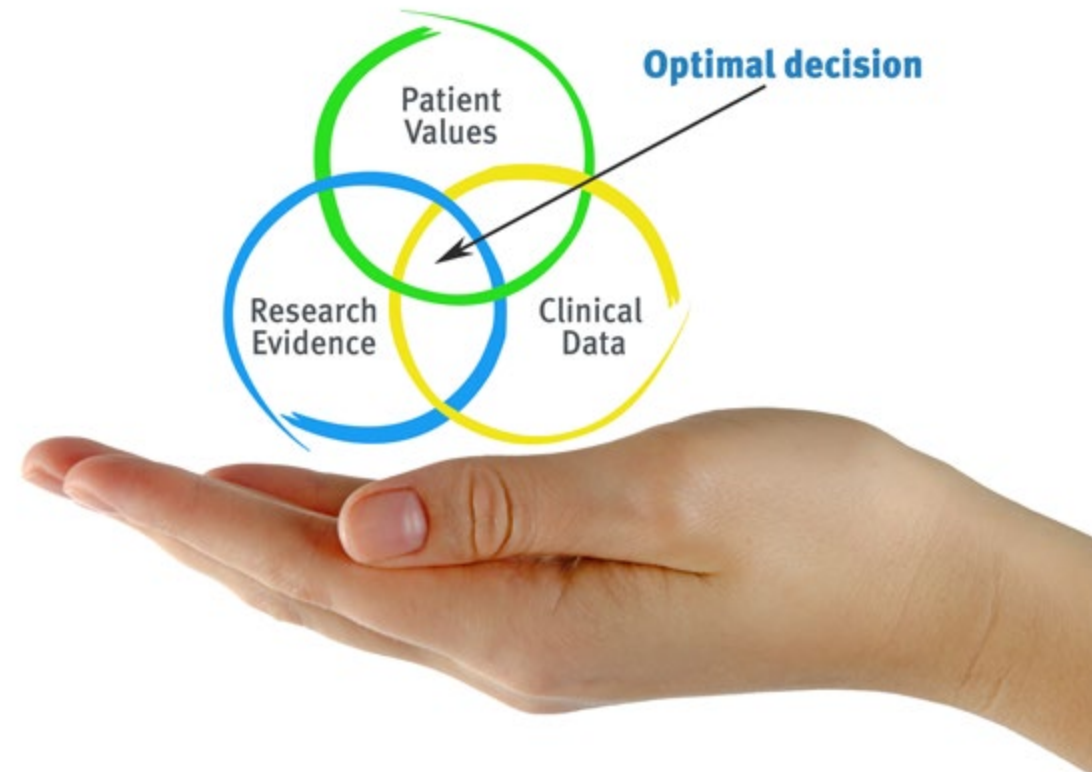 Optimal decision
Patient
Values
Research
Evidence
Clinical
Data